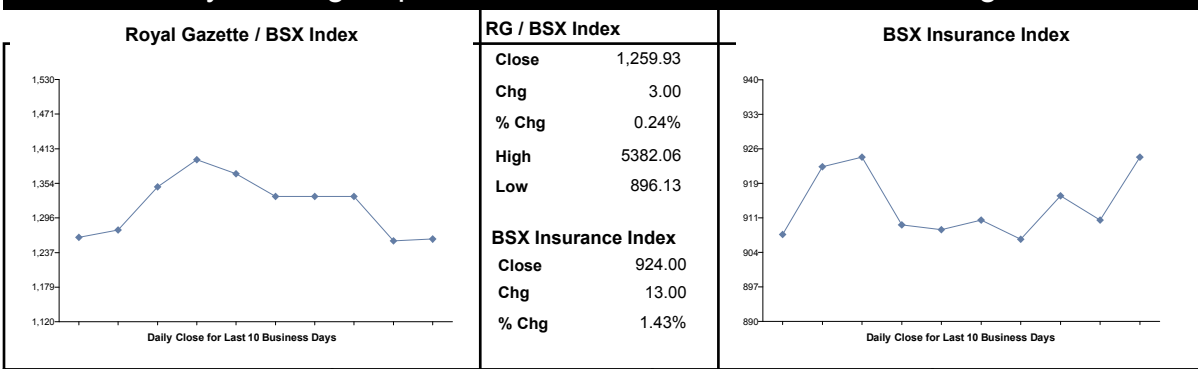 Royal Gazette / BSX Index
1,530
1,471
1,413
1,354
1,296
1,237
1,179
1,120
Daily Close for Last 10 Business Days
RG / BSX Index
Close 1,259.93
Chg 3.00
% Chg 0.24%
High 5382.06
Low 896.13
BSX Insurance Index
Close 924.00
Chg 13.00
% Chg 1.43%
BSX Insurance Index
940
933
926
919
911
904
897
890
Daily Close for Last 10 Business Days